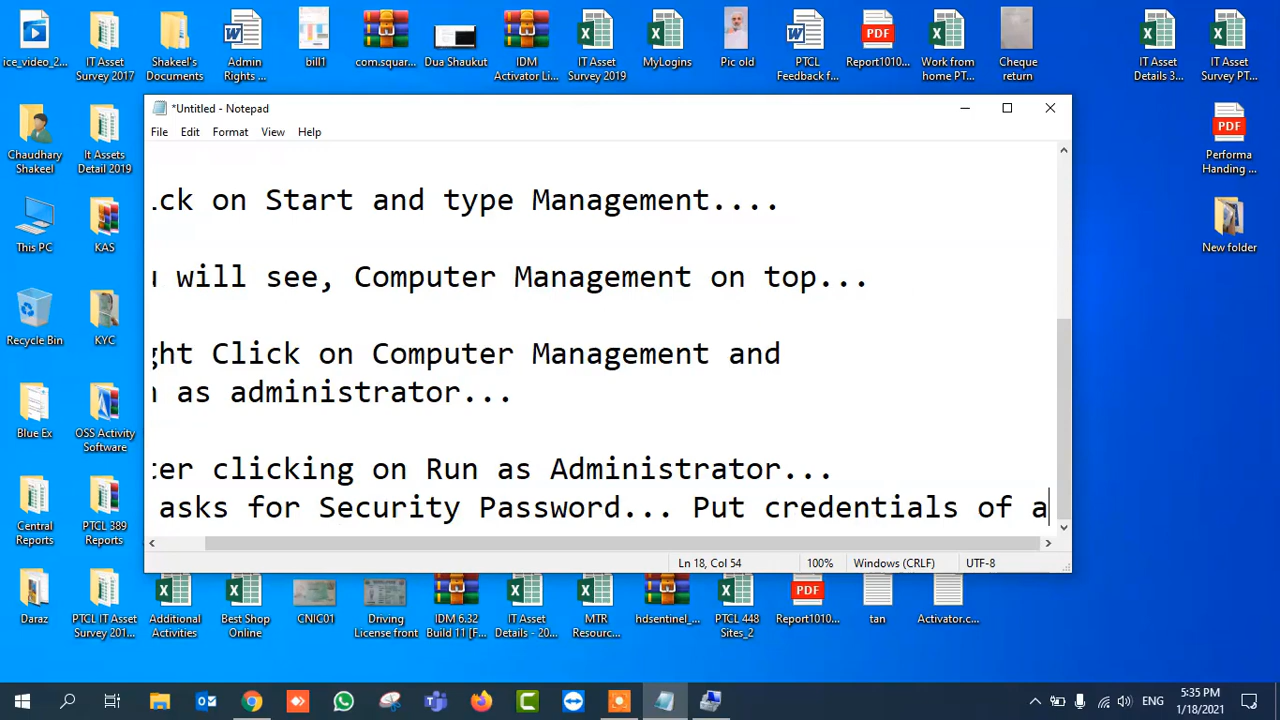 ice_video_2...
IT Asset
Survey 2017
Shakeel's
Documents
Admin
Rights ...
bill1
com.squar...
Dua Shaukut
IDM
Activator Li...
IT Asset
Survey 2019
MyLogins
Pic old
PTCL
Feedback f...
PDF
Report1010...
Work from
home PT...
Cheque
return
IT Asset
Details 3...
IT Asset
Survey PT...
*Untitled - Notepad
File Edit Format View Help
ick on Start and type Management....
u will see, Computer Management on top...
ght Click on Computer Management and
n as administrator...
ter clicking on Run as Administrator...
asks for Security Password... Put credentials of a
Ln 18, Col 54
100%
Windows (CRLF)
UTF-8
Chaudhary
Shakeel
It Assets
Detail 2019
PDF
Performa
Handing ...
This PC
KAS
New folder
Recycle Bin
KYC
Blue Ex
OSS Activity
Software
Central
Reports
PTCL 389
Reports
Daraz
PTCL IT Asset
Survey 201...
Additional
Activities
Best Shop
Online
CNIC01
Driving
License front
IDM 6.32
Build 11 [F...
IT Asset
Details - 20...
MTR
Resourc...
hdsentinel_...
PTCL 448
Sites_2
PDF
Report1010...
tan
Activator.c...
ENG
5:35 PM
1/18/2021